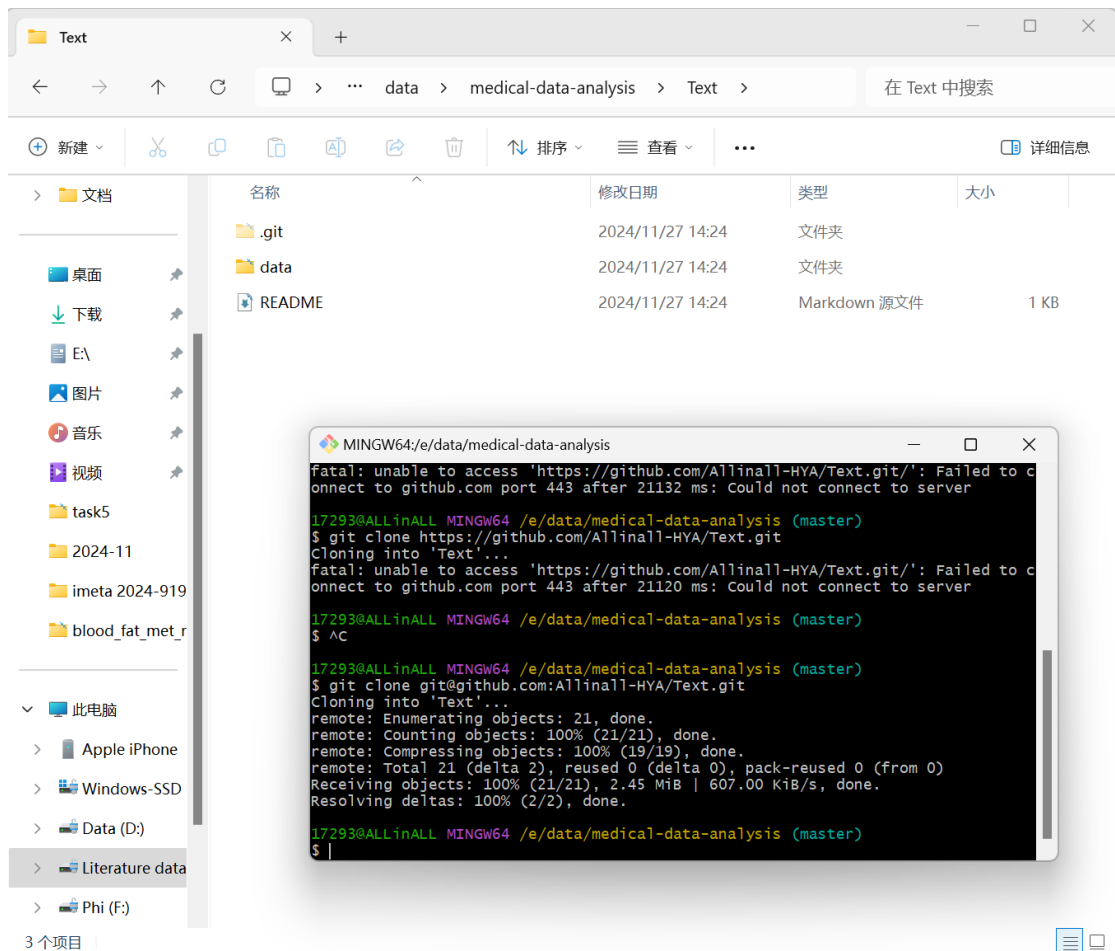 Text
data
medical-data-analysis
Text
在 Text 中搜索
新建
排序
查看
详细信息
名称
修改日期
类型
大小
文档
桌面
下载
E:\
图片
音乐
视频
task5
2024-11
imeta 2024-919
blood_fat_met_r
此电脑
Apple iPhone
Windows-SSD
Data (D:)
Literature data
Phi (F:)
.git 2024/11/27 14:24 文件夹
data 2024/11/27 14:24 文件夹
README 2024/11/27 14:24 Markdown 源文件 1 KB
MINGW64:/e/data/medical-data-analysis
fatal: unable to access 'https://github.com/Allinall-HYA/Text.git/': Failed to c
onnect to github.com port 443 after 21132 ms: Could not connect to server
17293@ALLinALL MINGW64 /e/data/medical-data-analysis (master)
$ git clone https://github.com/Allinall-HYA/Text.git
Cloning into 'Text'...
fatal: unable to access 'https://github.com/Allinall-HYA/Text.git/': Failed to c
onnect to github.com port 443 after 21120 ms: Could not connect to server
17293@ALLinALL MINGW64 /e/data/medical-data-analysis (master)
$ ^C
17293@ALLinALL MINGW64 /e/data/medical-data-analysis (master)
$ git clone git@github.com:Allinall-HYA/Text.git
Cloning into 'Text'...
remote: Enumerating objects: 21, done.
remote: Counting objects: 100% (21/21), done.
remote: Compressing objects: 100% (19/19), done.
remote: Total 21 (delta 2), reused 0 (delta 0), pack-reused 0 (from 0)
Receiving objects: 100% (21/21), 2.45 MiB | 607.00 KiB/s, done.
Resolving deltas: 100% (2/2), done.
17293@ALLinALL MINGW64 /e/data/medical-data-analysis (master)
$
3 个项目